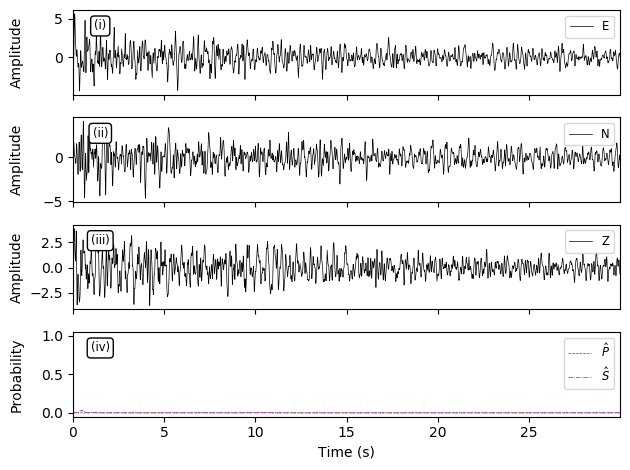 5
0
Amplitude
(i)
E
0
−5
Amplitude
(ii)
N
2.5
0.0
−2.5
Amplitude
(iii)
Z
1.0
0.5
0.0
Probability
(iv)
P̂
Ŝ
0 5 10 15 20 25
Time (s)